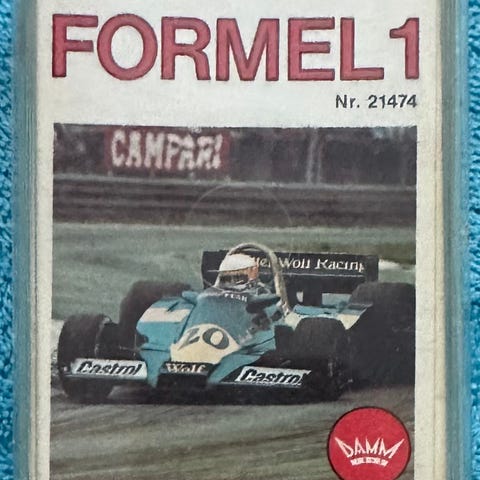 FORMEL 1
Nr. 21474
CAMPARI
Wolf Racing
20
Castrol
Wolf
Castrol
DAMM